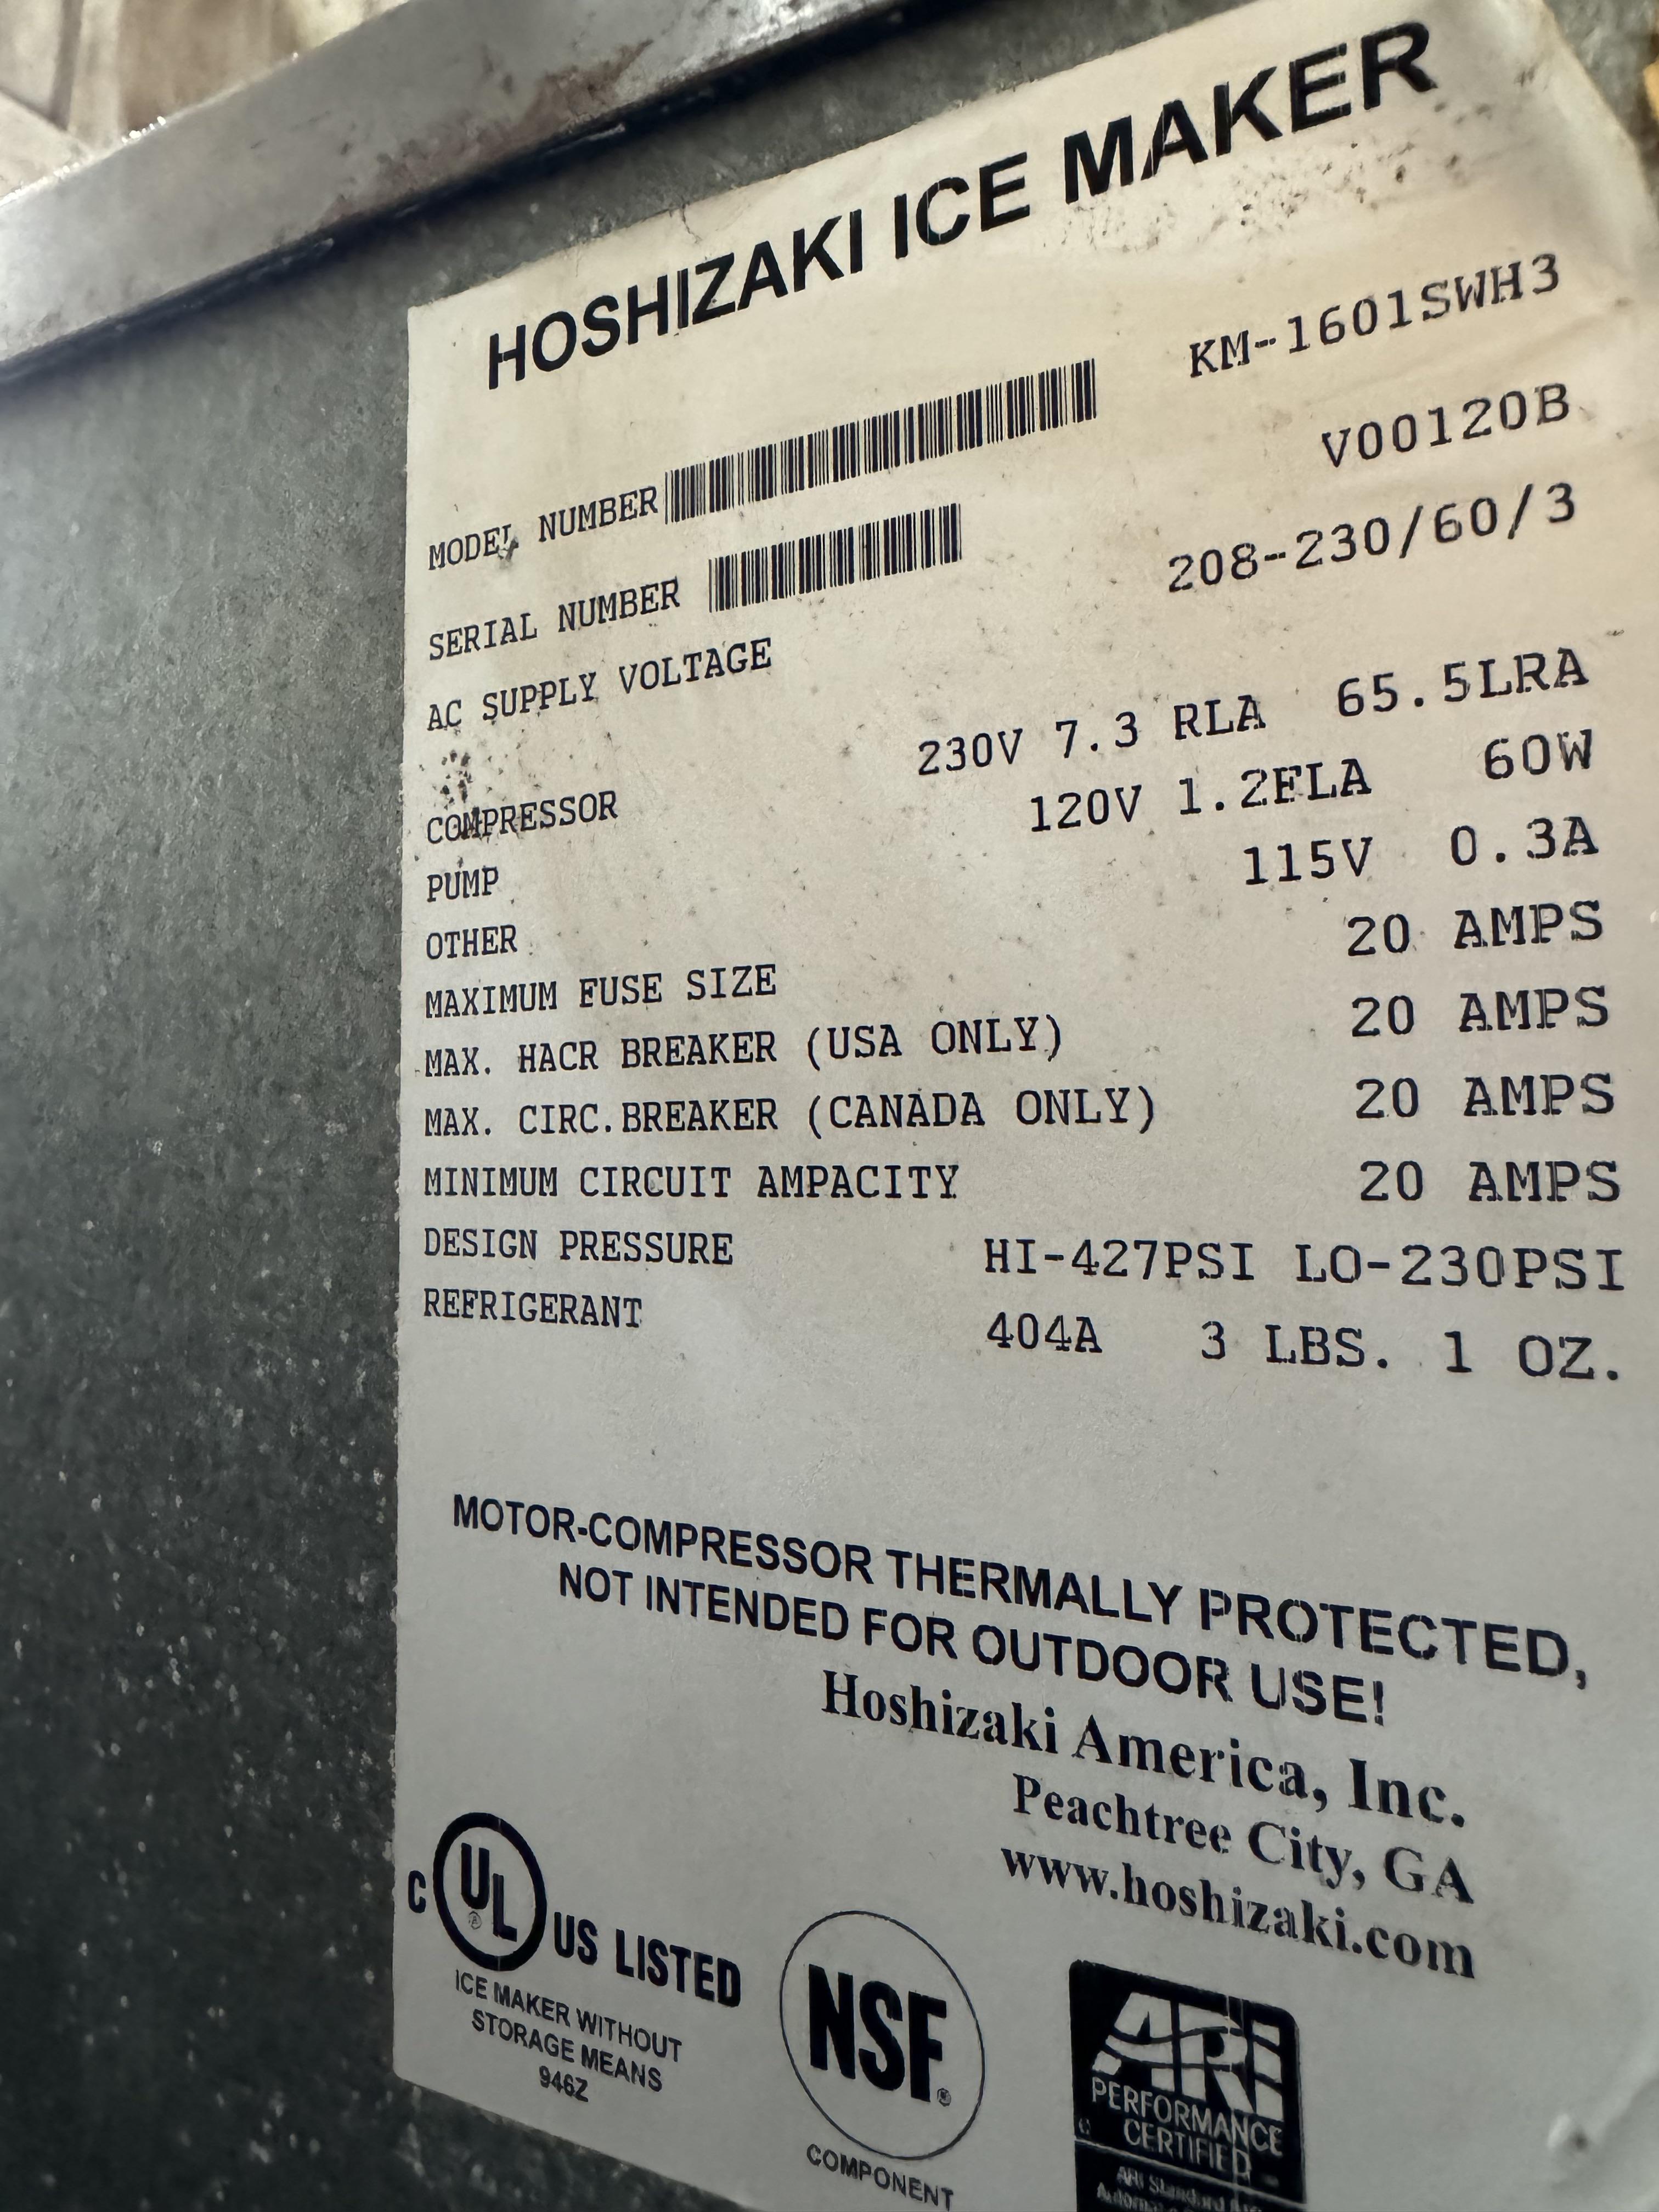 HOSHIZAKI ICE MAKER
MODEL NUMBER KM-1601SWH3
SERIAL NUMBER V00120B
AC SUPPLY VOLTAGE 208-230/60/3
COMPRESSOR 230V 7.3 RLA 65.5LRA
PUMP 120V 1.2FLA 60W
OTHER 115V 0.3A
MAXIMUM FUSE SIZE 20 AMPS
MAX. HACR BREAKER (USA ONLY) 20 AMPS
MAX. CIRC.BREAKER (CANADA ONLY) 20 AMPS
MINIMUM CIRCUIT AMPACITY 20 AMPS
DESIGN PRESSURE HI-427PSI LO-230PSI
REFRIGERANT 404A 3 LBS. 1 OZ.
MOTOR-COMPRESSOR THERMALLY PROTECTED,
NOT INTENDED FOR OUTDOOR USE!
Hoshizaki America, Inc.
Peachtree City, GA
www.hoshizaki.com
C UL ® US LISTED
ICE MAKER WITHOUT
STORAGE MEANS
946Z
NSF ®
COMPONENT
ARI
PERFORMANCE
CERTIFIED
ARI Standard